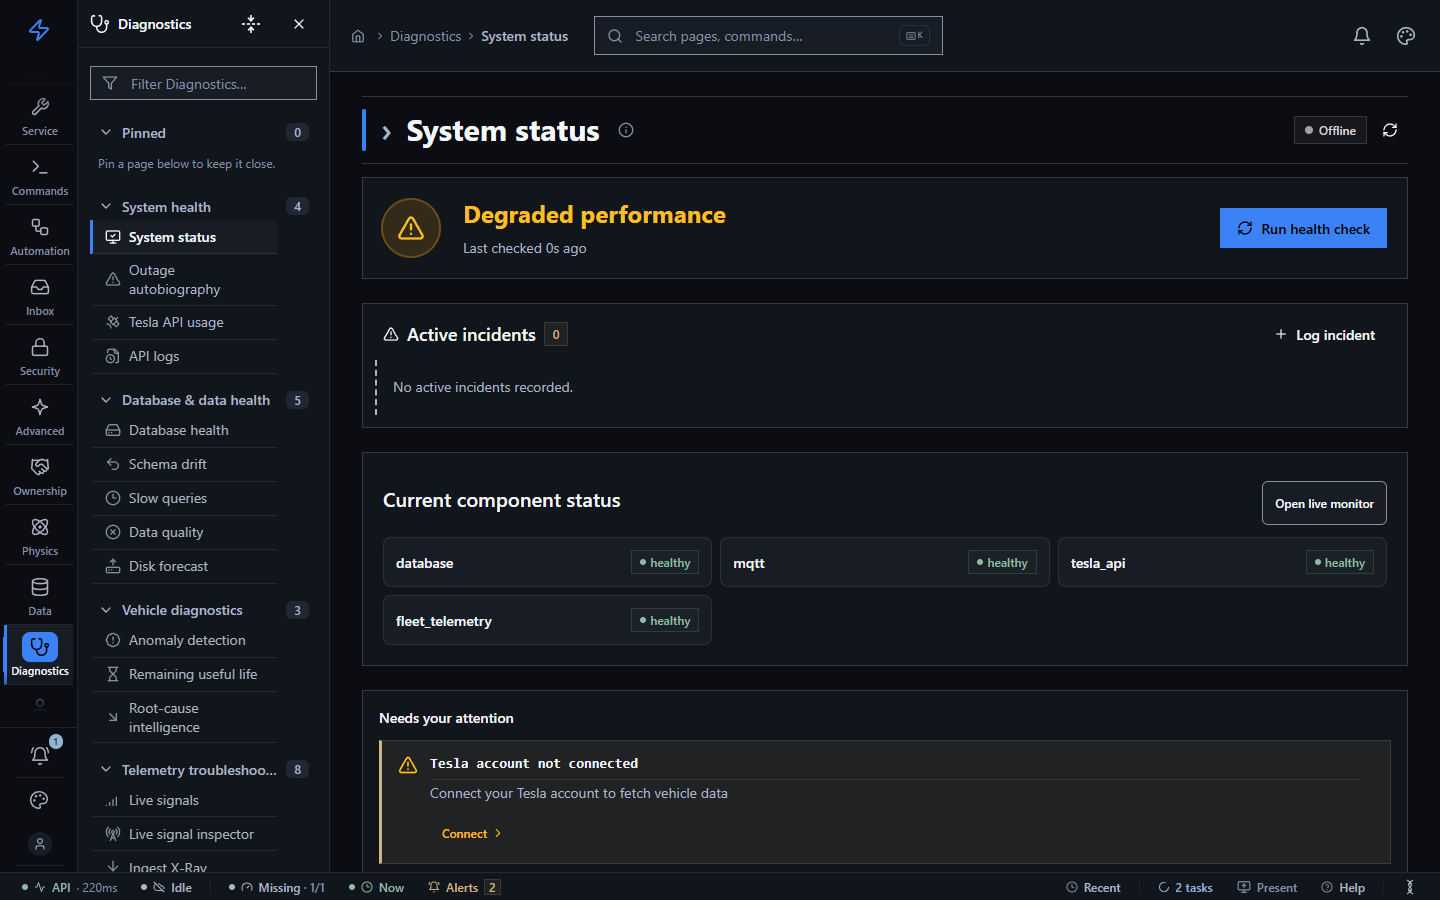 Service
Commands
Automation
Inbox
Security
Advanced
Ownership
Physics
Data
Diagnostics
1
Diagnostics
Filter Diagnostics...
Pinned 0
Pin a page below to keep it close.
System health 4
System status
Outage
autobiography
Tesla API usage
API logs
Database & data health 5
Database health
Schema drift
Slow queries
Data quality
Disk forecast
Vehicle diagnostics 3
Anomaly detection
Remaining useful life
Root-cause
intelligence
Telemetry troubleshoo... 8
Live signals
Live signal inspector
Ingest X-Ray
Diagnostics System status
Search pages, commands... K
System status
Offline
Degraded performance
Last checked 0s ago
Run health check
Active incidents 0
Log incident
No active incidents recorded.
Current component status
Open live monitor
database healthy
mqtt healthy
tesla_api healthy
fleet_telemetry healthy
Needs your attention
Tesla account not connected
Connect your Tesla account to fetch vehicle data
Connect
API · 220ms Idle Missing · 1/1 Now Alerts 2 Recent 2 tasks Present Help